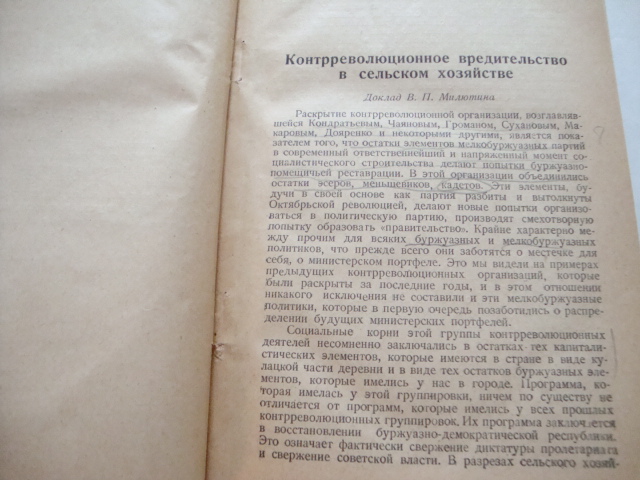 Контрреволюционное вредительство
в сельском хозяйстве
Доклад В. П. Милютина
Раскрытие контрреволюционной организации, возглавляв-
шейся Кондратьевым, Чаяновым, Громаном, Сухановым, Ма-
каровым, Дояренко и некоторыми другими, является пока-
зателем того, что остатки элементов мелкобуржуазных партий
в современный ответственнейший и напряженный момент со-
циалистического строительства делают попытки буржуазно-
помещичьей реставрации. В этой организации объединялись
остатки эсеров, меньшевиков, кадетов. Эти элементы, бу-
дучи в своей основе как партия разбиты и вытолкнуты
Октябрьской революцией, делают новые попытки организо-
ваться в политическую партию, производят смехотворную
попытку образовать «правительство». Крайне характерно ме-
жду прочим для всяких буржуазных и мелкобуржуазных
политиков, что прежде всего они заботятся о местечке для
себя, о министерском портфеле. Это мы видели на примерах
предыдущих контрреволюционных организаций, которые
были раскрыты за последние годы, и в этом отношении
никакого исключения не составили и эти мелкобуржуазные
политики, которые в первую очередь позаботились о распре-
делении будущих министерских портфелей.
Социальные корни этой группы контрреволюционных
деятелей несомненно заключались в остатках тех капитали-
стических элементов, которые имеются в стране в виде ку-
лацкой части деревни и в виде тех остатков буржуазных эле-
ментов, которые имелись у нас в городе. Программа, ко-
торая имелась у этой группировки, ничем по существу не
отличается от программ, которые имелись у всех прошлых
контрреволюционных группировок. Их программа заключается
в восстановлении буржуазно-демократической республики.
Это означает фактически свержение диктатуры пролетариата
и свержение советской власти. В разрезах сельского хозяй-